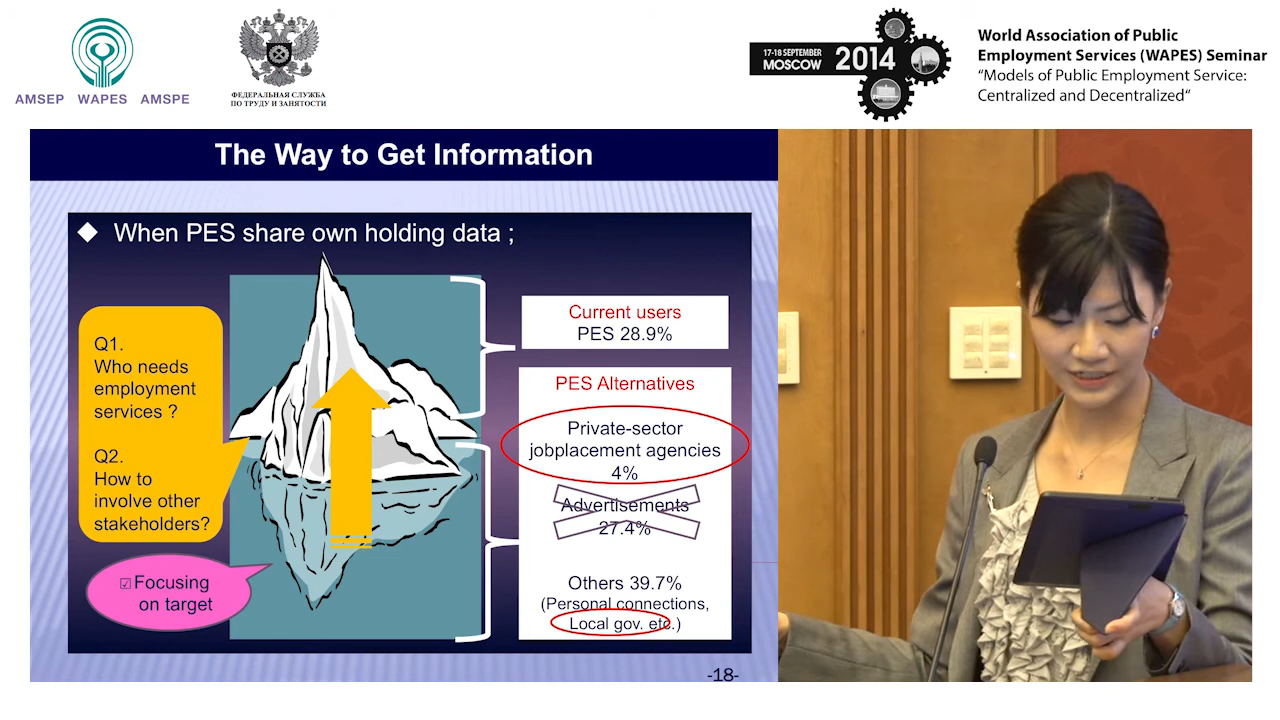 AMSEP WAPES AMSPE
ФЕДЕРАЛЬНАЯ СЛУЖБА
ПО ТРУДУ И ЗАНЯТОСТИ
17-18 SEPTEMBER
MOSCOW
2014
World Association of Public
Employment Services (WAPES) Seminar
"Models of Public Employment Service:
Centralized and Decentralized"
The Way to Get Information
◆ When PES share own holding data ;
Q1.
Who needs
employment
services ?
Q2.
How to
involve other
stakeholders?
☑Focusing
on target
Current users
PES 28.9%
PES Alternatives
Private-sector
jobplacement agencies
4%
Advertisements
27.4%
Others 39.7%
(Personal connections,
Local gov. etc.)
-18-